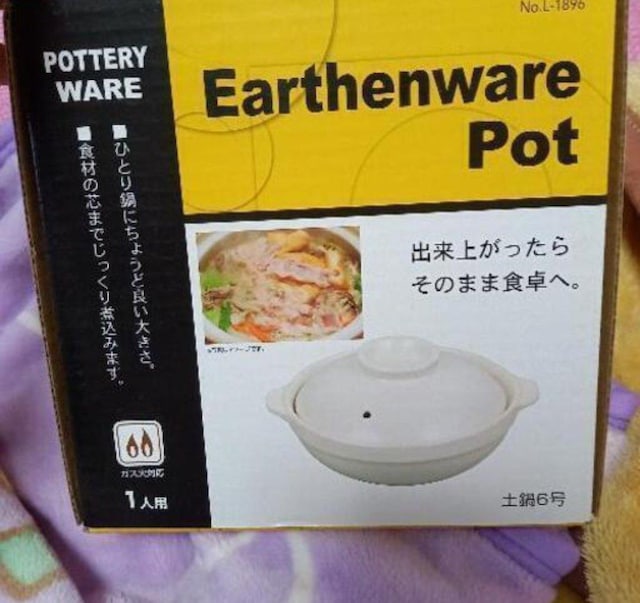 No.L-1896
POTTERY
WARE
Earthenware
Pot
■ひとり鍋にちょうど良い大きさ。
■食材の芯までじっくり煮込みます。
出来上がったら
そのまま食卓へ。
ガス火対応
1人用
土鍋6号